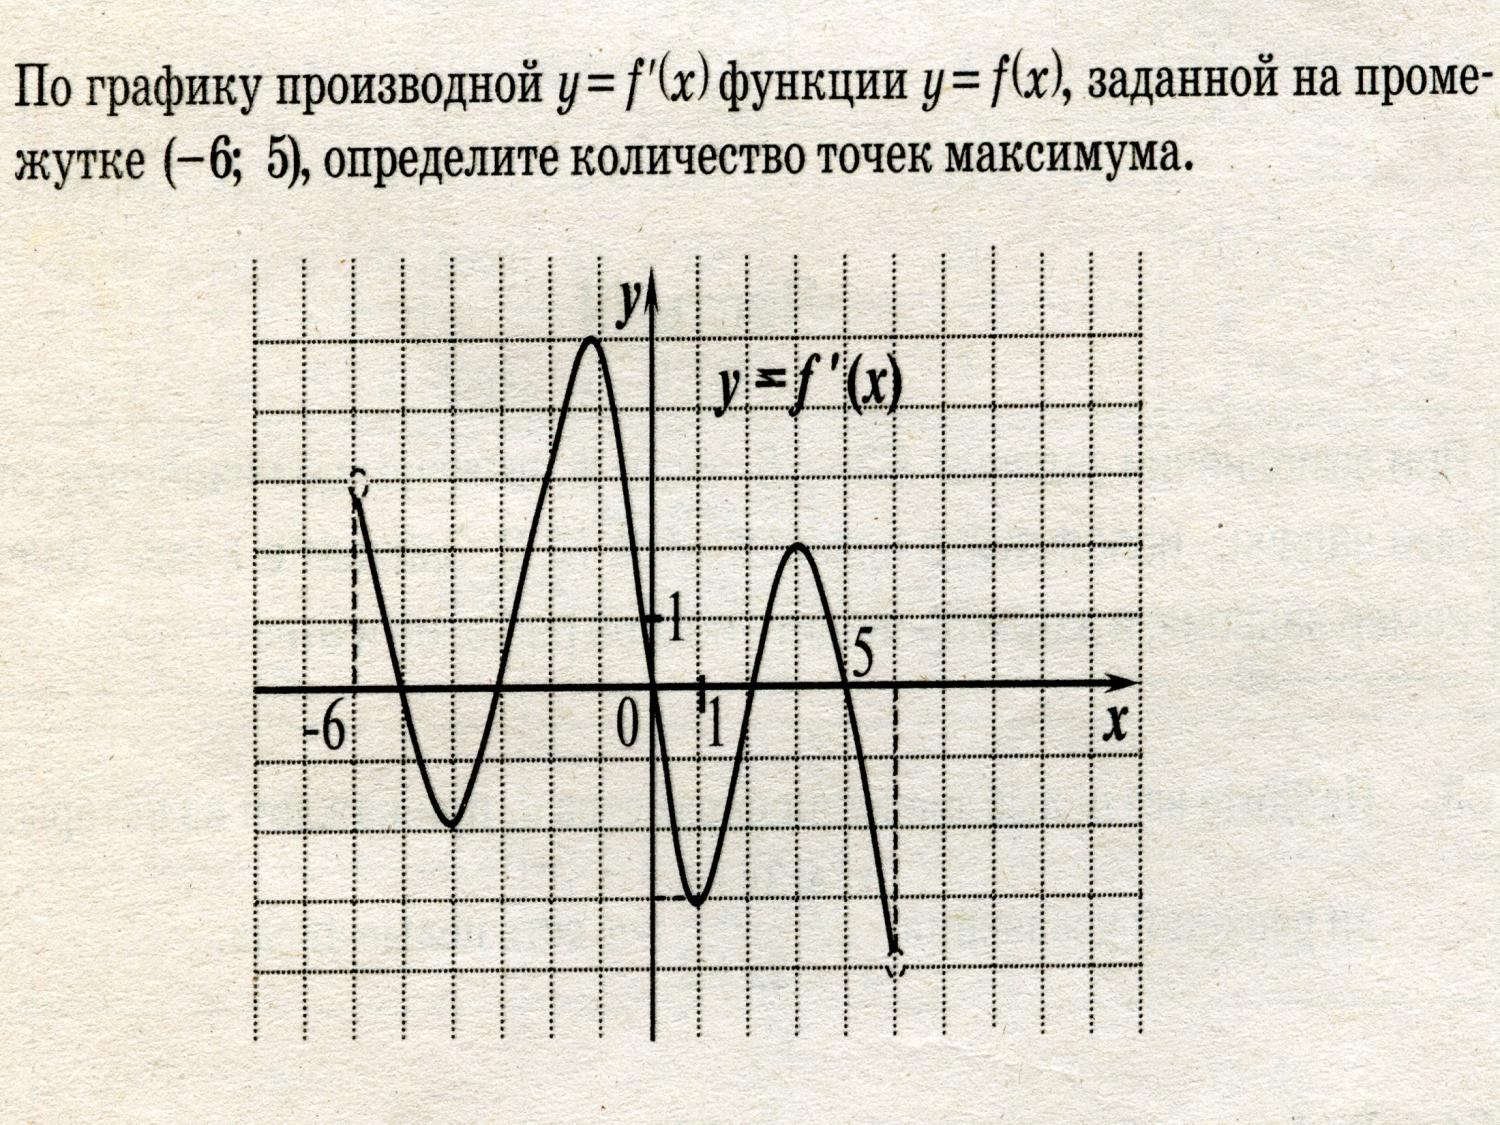 По графику производной y = f'(x) функции y = f(x), заданной на проме-
жутке (−6; 5), определите количество точек максимума.
y
y = f'(x)
1
5
-6
0
1
x